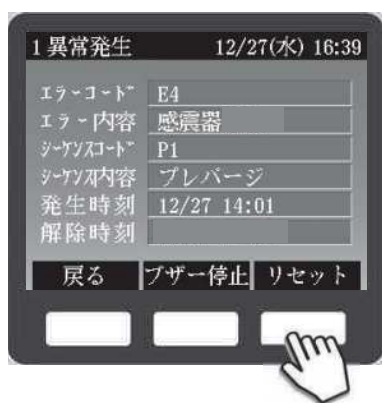 1 異常発生 12/27(水) 16:39
エラーコード E4
エラー内容 感震器
シーケンスコード P1
シーケンス内容 プレパージ
発生時刻 12/27 14:01
解除時刻
戻る ブザー停止 リセット